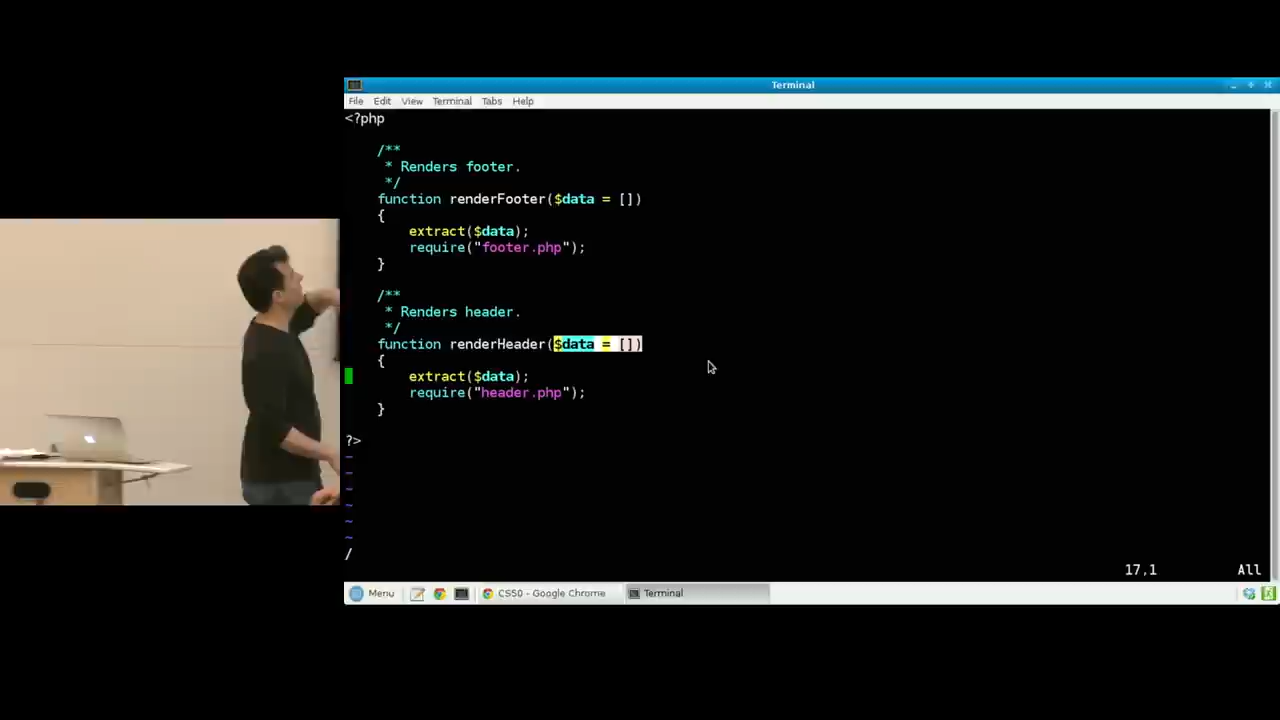 Terminal
File Edit View Terminal Tabs Help
<?php
/**
* Renders footer.
*/
function renderFooter($data = [])
{
extract($data);
require("footer.php");
}
/**
* Renders header.
*/
function renderHeader($data = [])
{
extract($data);
require("header.php");
}
?>
~
~
~
~
~
~
/
17,1 All
Menu CS50 - Google Chrome Terminal